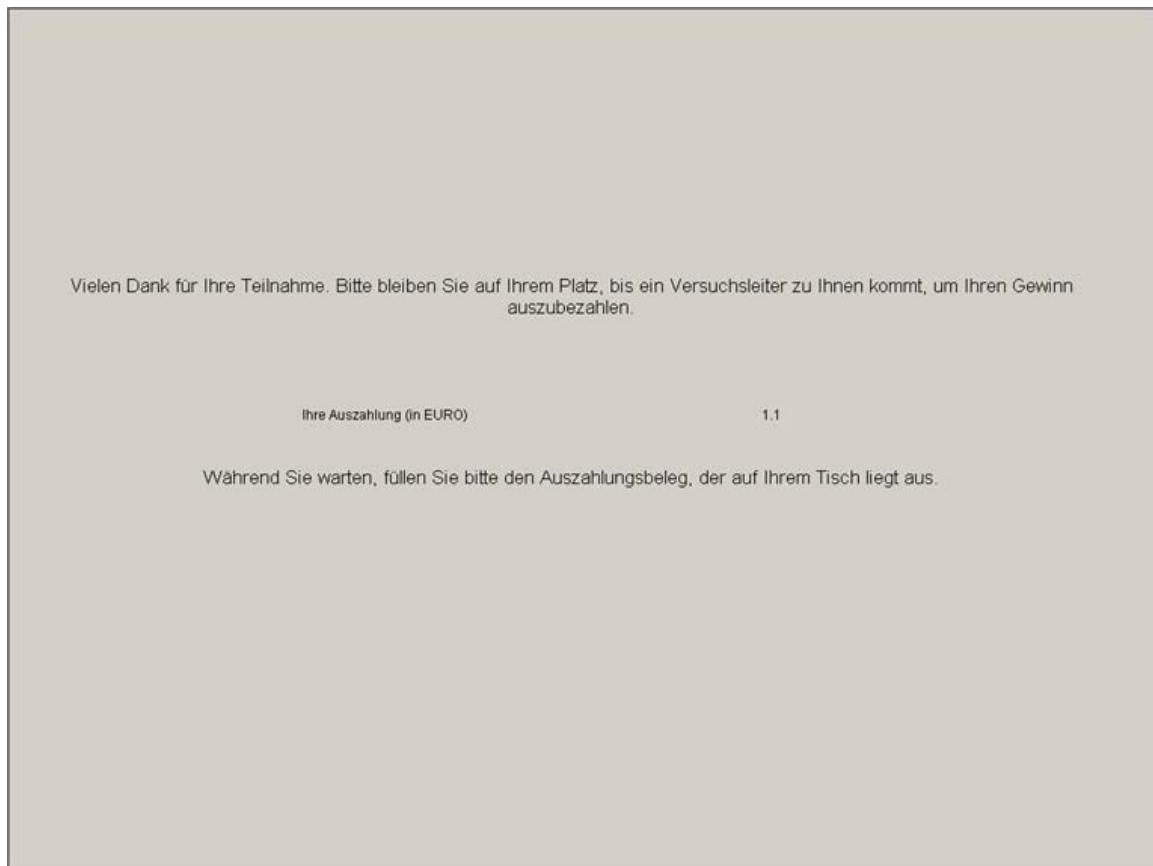 Vielen Dank für Ihre Teilnahme. Bitte bleiben Sie auf Ihrem Platz, bis ein Versuchsleiter zu Ihnen kommt, um Ihren Gewinn
auszubezahlen.
Ihre Auszahlung (in EURO) 1.1
Während Sie warten, füllen Sie bitte den Auszahlungsbeleg, der auf Ihrem Tisch liegt aus.